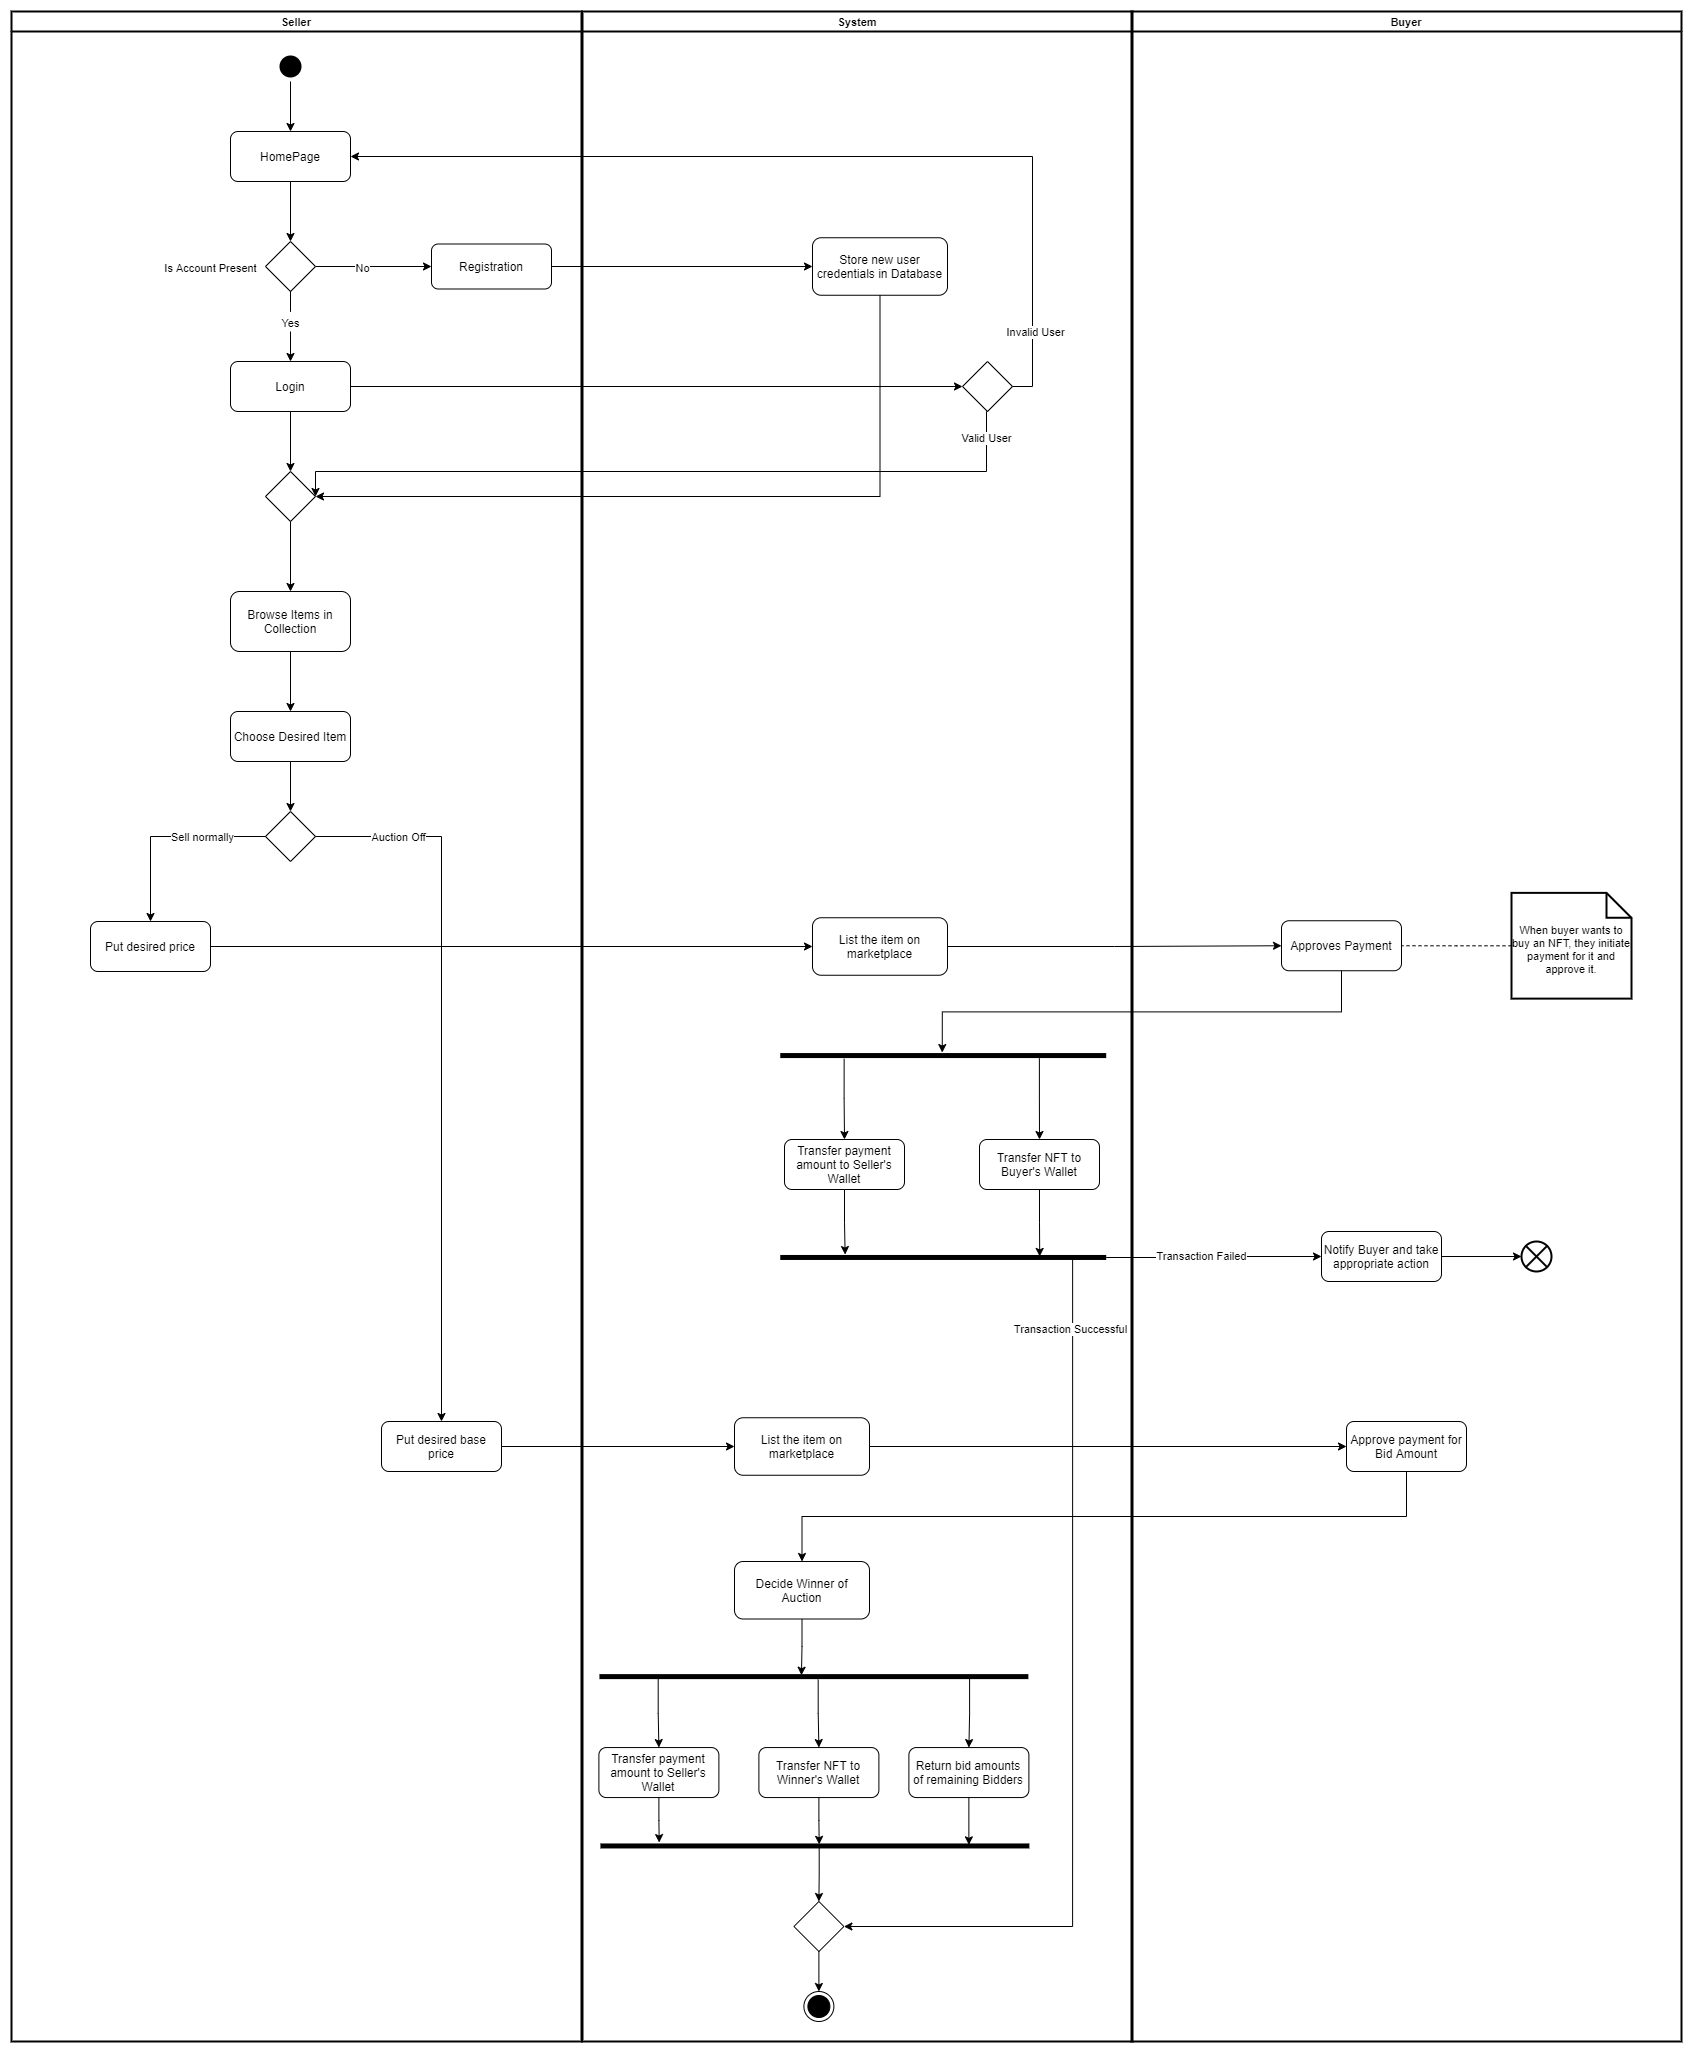 Seller
System
Buyer
HomePage
Is Account Present
No
Registration
Store new user
credentials in Database
Yes
Invalid User
Login
Valid User
Browse Items in
Collection
Choose Desired Item
Sell normally
Auction Off
Put desired price
List the item on
marketplace
Approves Payment
When buyer wants to
buy an NFT, they initiate
payment for it and
approve it.
Transfer payment
amount to Seller's
Wallet
Transfer NFT to
Buyer's Wallet
Transaction Failed
Notify Buyer and take
appropriate action
Transaction Successful
Put desired base
price
List the item on
marketplace
Approve payment for
Bid Amount
Decide Winner of
Auction
Transfer payment
amount to Seller's
Wallet
Transfer NFT to
Winner's Wallet
Return bid amounts
of remaining Bidders